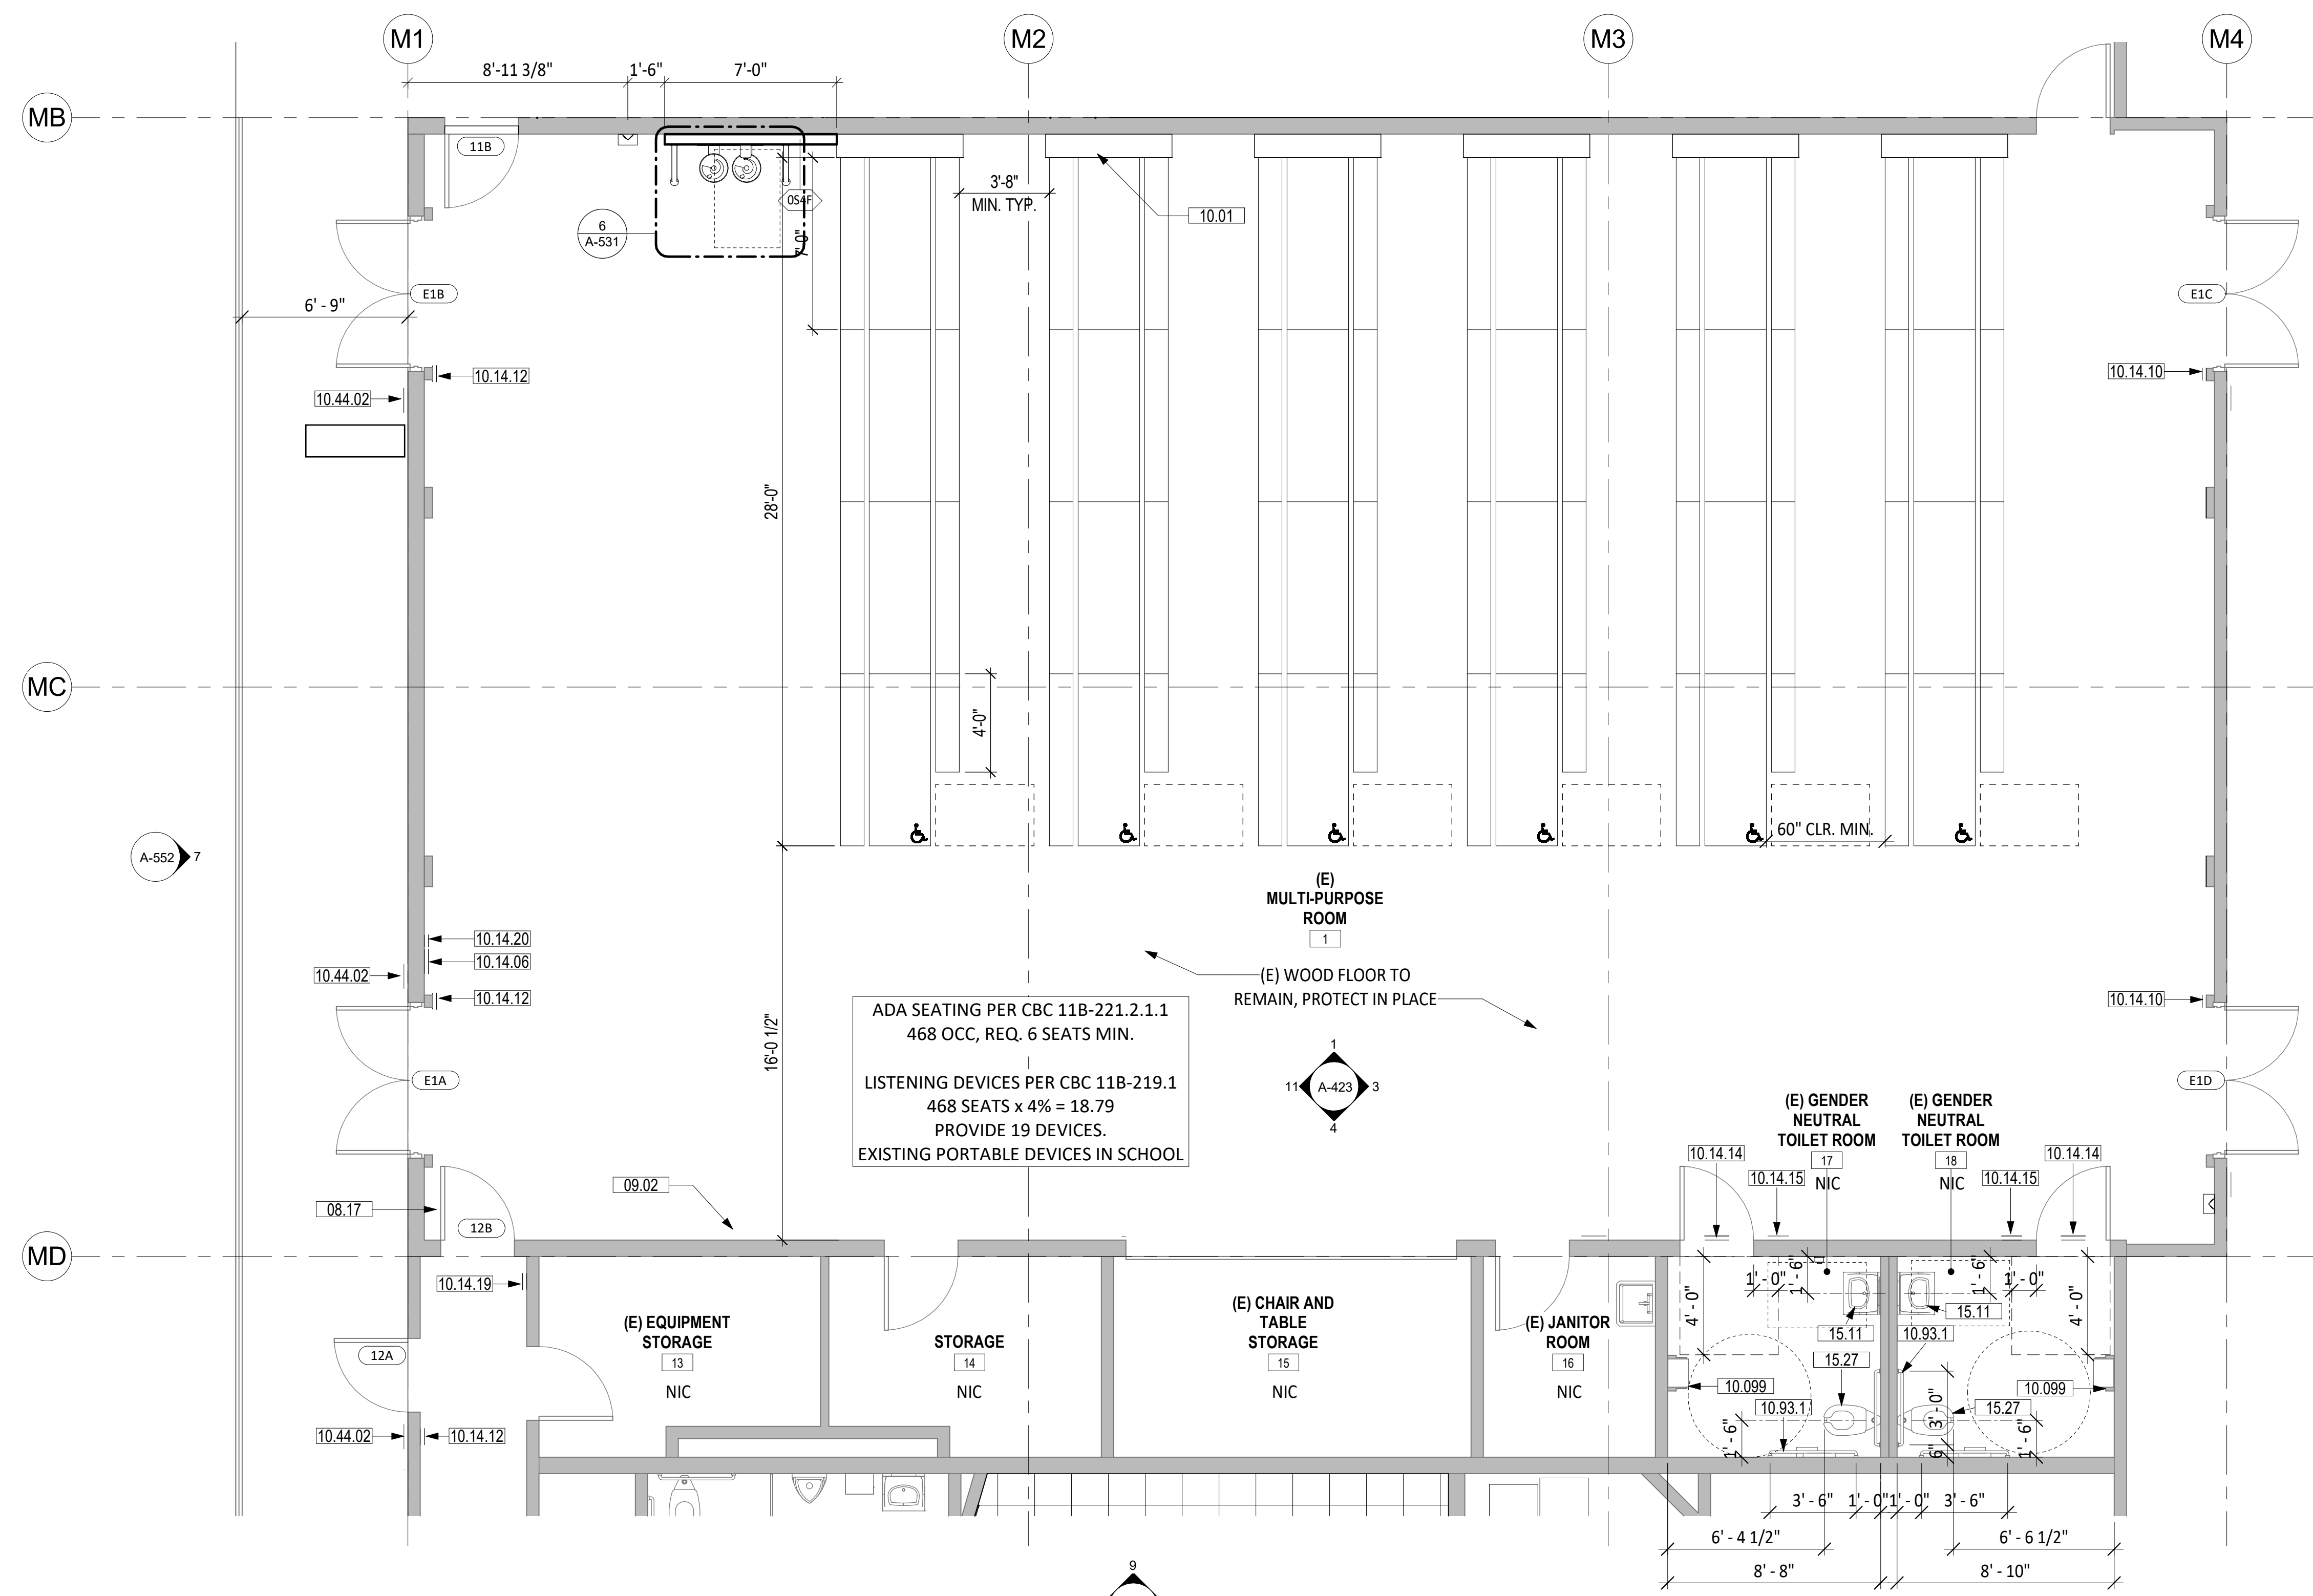 M1
M2
M3
M4
8'-11 3/8"
1'-6"
7'-0"
MB
11B
3'-8"
MIN. TYP.
10.01
0S4F
6
A-531
7'-0"
6' - 9"
E1B
E1C
10.14.12
10.14.10
10.44.02
28'-0"
MC
4'-0"
60" CLR. MIN.
A-552
7
(E)
MULTI-PURPOSE
ROOM
1
10.14.20
10.14.06
10.44.02
10.14.12
(E) WOOD FLOOR TO
REMAIN, PROTECT IN PLACE
10.14.10
ADA SEATING PER CBC 11B-221.2.1.1
468 OCC, REQ. 6 SEATS MIN.
LISTENING DEVICES PER CBC 11B-219.1
468 SEATS x 4% = 18.79
PROVIDE 19 DEVICES.
EXISTING PORTABLE DEVICES IN SCHOOL
16'-0 1/2"
1
11
A-423
3
4
E1A
E1D
(E) GENDER
NEUTRAL
TOILET ROOM
17
NIC
(E) GENDER
NEUTRAL
TOILET ROOM
18
NIC
10.14.14
10.14.15
10.14.15
10.14.14
09.02
08.17
12B
MD
10.14.19
(E) EQUIPMENT
STORAGE
13
NIC
STORAGE
14
NIC
(E) CHAIR AND
TABLE
STORAGE
15
NIC
(E) JANITOR
ROOM
16
NIC
4' - 0"
1' - 0"
1' - 6"
1' - 6"
1' - 0"
4' - 0"
15.11
15.11
10.93.1
15.27
12A
10.099
10.099
10.93.1
3' - 0"
15.27
1' - 6"
6"
1' - 6"
10.44.02
10.14.12
3' - 6"
1' - 0"
1' - 0"
3' - 6"
6' - 4 1/2"
6' - 6 1/2"
8' - 8"
8' - 10"
9